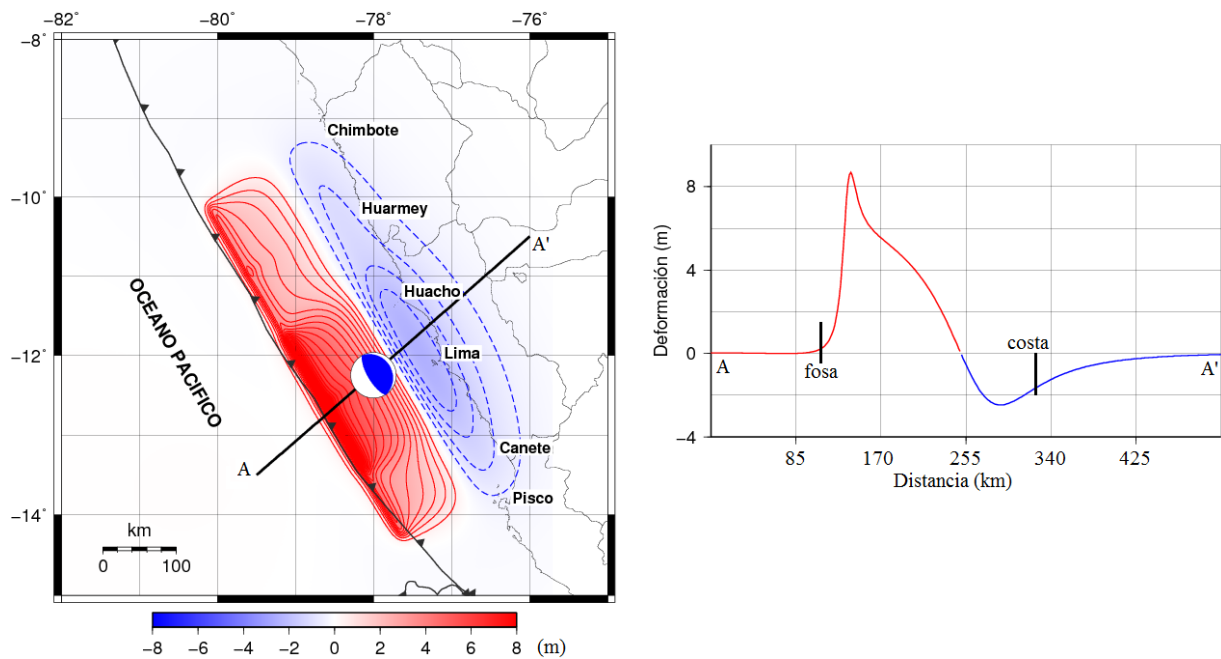 −82° −80° −78° −76°
−8°
−10°
−12°
−14°
Chimbote
Huarmey
A'
Huacho
OCEANO PACIFICO
Lima
A
Canete
Pisco
km
0 100
−8 −6 −4 −2 0 2 4 6 8 (m)
Deformación (m)
8
4
0
−4
A
fosa
costa
A'
85 170 255 340 425
Distancia (km)